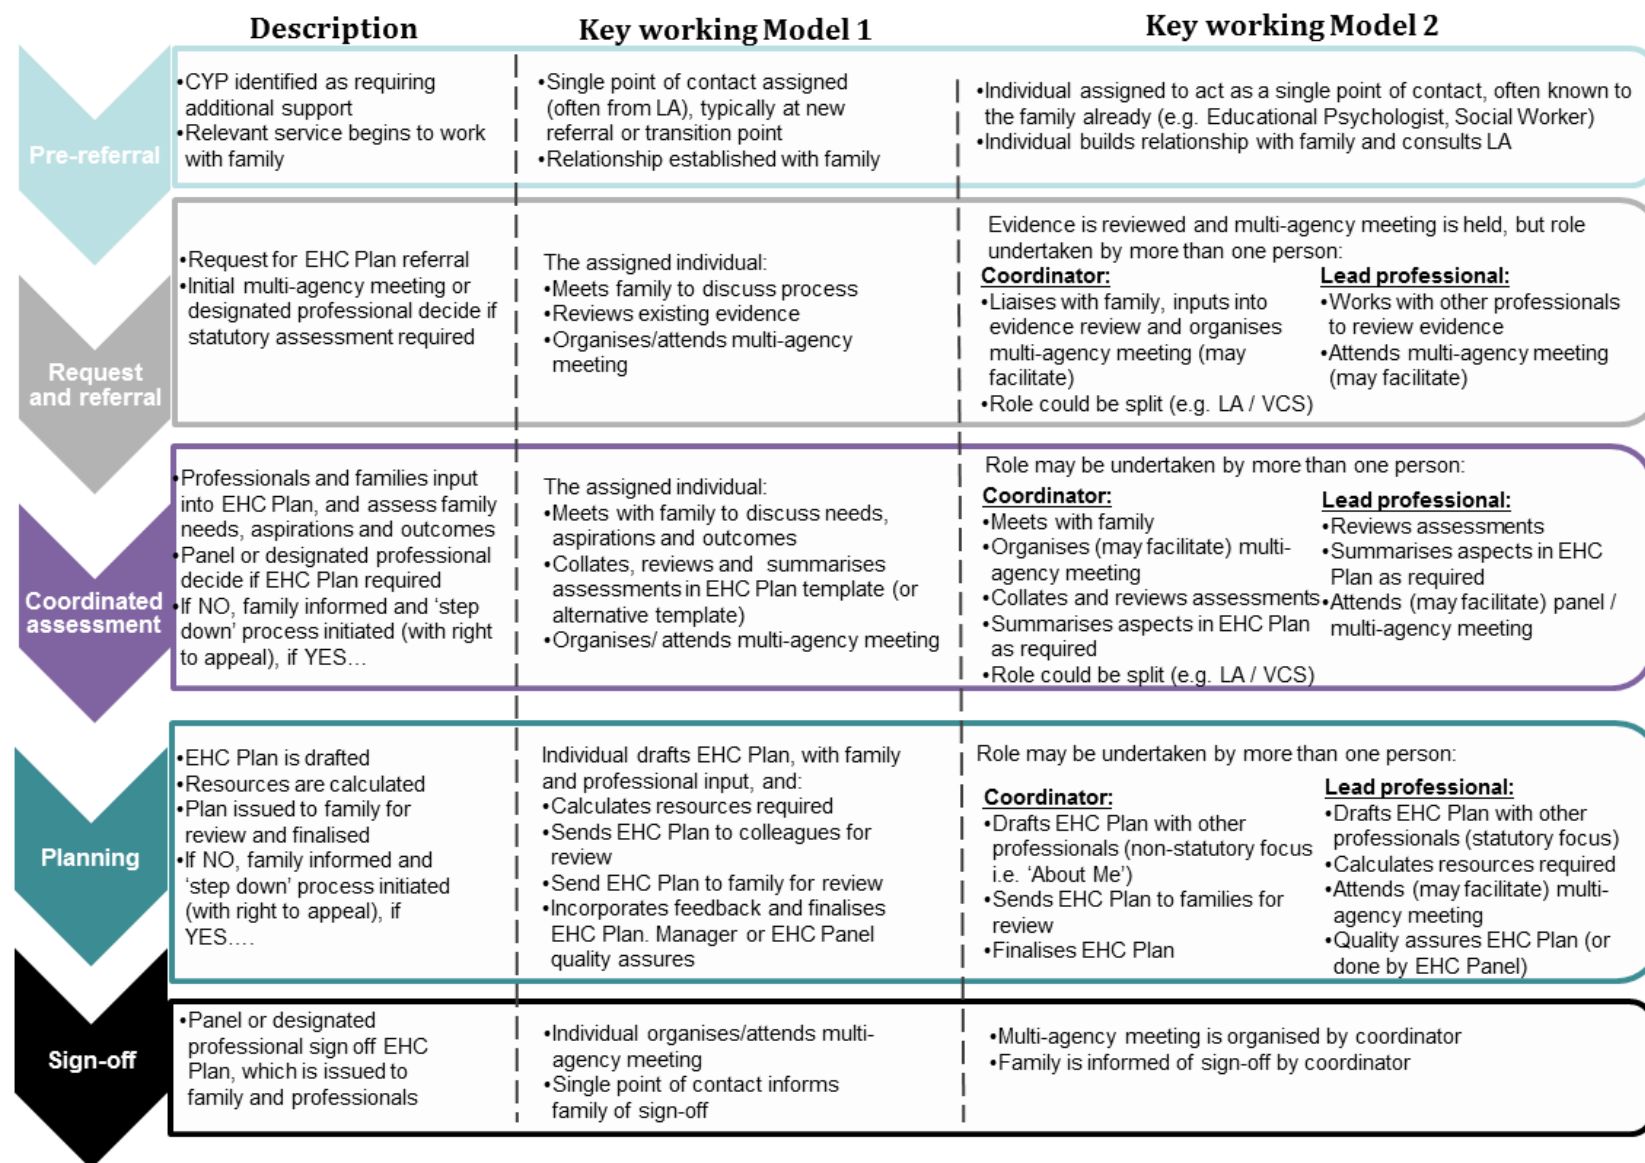 Description
Key working Model 1
Key working Model 2
Pre-referral
•CYP identified as requiring
additional support
•Relevant service begins to work
with family
•Single point of contact assigned
(often from LA), typically at new
referral or transition point
•Relationship established with family
•Individual assigned to act as a single point of contact, often known to
the family already (e.g. Educational Psychologist, Social Worker)
•Individual builds relationship with family and consults LA
Request
and referral
•Request for EHC Plan referral
•Initial multi-agency meeting or
designated professional decide if
statutory assessment required
The assigned individual:
•Meets family to discuss process
•Reviews existing evidence
•Organises/attends multi-agency
meeting
Evidence is reviewed and multi-agency meeting is held, but role
undertaken by more than one person:
Coordinator:
•Liaises with family, inputs into
evidence review and organises
multi-agency meeting (may
facilitate)
•Role could be split (e.g. LA / VCS)
Lead professional:
•Works with other professionals
to review evidence
•Attends multi-agency meeting
(may facilitate)
Coordinated
assessment
•Professionals and families input
into EHC Plan, and assess family
needs, aspirations and outcomes
•Panel or designated professional
decide if EHC Plan required
•If NO, family informed and ‘step
down’ process initiated (with right
to appeal), if YES…
The assigned individual:
•Meets with family to discuss needs,
aspirations and outcomes
•Collates, reviews and summarises
assessments in EHC Plan template (or
alternative template)
•Organises/ attends multi-agency meeting
Role may be undertaken by more than one person:
Coordinator:
•Meets with family
•Organises (may facilitate) multi-
agency meeting
•Collates and reviews assessments
•Summarises aspects in EHC Plan
as required
•Role could be split (e.g. LA / VCS)
Lead professional:
•Reviews assessments
•Summarises aspects in EHC
Plan as required
•Attends (may facilitate) panel /
multi-agency meeting
Planning
•EHC Plan is drafted
•Resources are calculated
•Plan issued to family for
review and finalised
•If NO, family informed and
‘step down’ process initiated
(with right to appeal), if
YES….
Individual drafts EHC Plan, with family
and professional input, and:
•Calculates resources required
•Sends EHC Plan to colleagues for
review
•Send EHC Plan to family for review
•Incorporates feedback and finalises
EHC Plan. Manager or EHC Panel
quality assures
Role may be undertaken by more than one person:
Coordinator:
•Drafts EHC Plan with other
professionals (non-statutory focus
i.e. ‘About Me’)
•Sends EHC Plan to families for
review
•Finalises EHC Plan
Lead professional:
•Drafts EHC Plan with other
professionals (statutory focus)
•Calculates resources required
•Attends (may facilitate) multi-
agency meeting
•Quality assures EHC Plan (or
done by EHC Panel)
Sign-off
•Panel or designated
professional sign off EHC
Plan, which is issued to
family and professionals
•Individual organises/attends multi-
agency meeting
•Single point of contact informs
family of sign-off
•Multi-agency meeting is organised by coordinator
•Family is informed of sign-off by coordinator